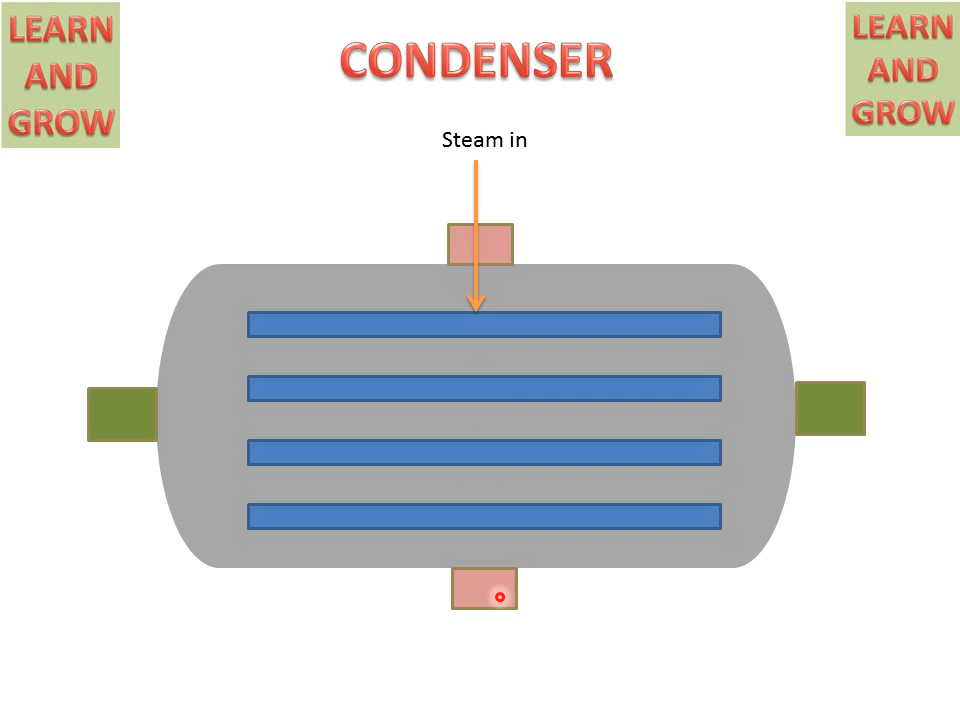 LEARN
AND
GROW
CONDENSER
LEARN
AND
GROW
Steam in